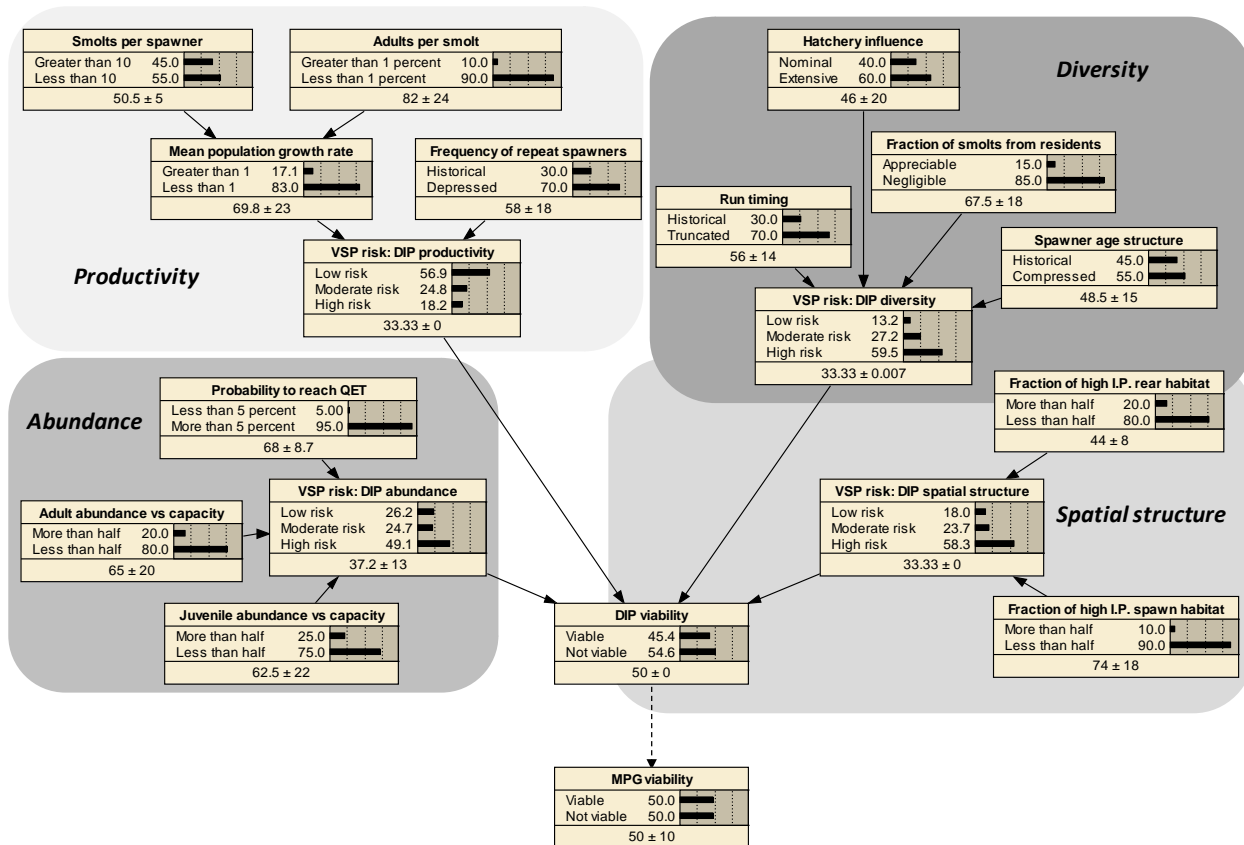 Smolts per spawner
Greater than 10 45.0
Less than 10 55.0
50.5 ± 5
Adults per smolt
Greater than 1 percent 10.0
Less than 1 percent 90.0
82 ± 24
Mean population growth rate
Greater than 1 17.1
Less than 1 83.0
69.8 ± 23
Frequency of repeat spawners
Historical 30.0
Depressed 70.0
58 ± 18
Productivity
VSP risk: DIP productivity
Low risk 56.9
Moderate risk 24.8
High risk 18.2
33.33 ± 0
Hatchery influence
Nominal 40.0
Extensive 60.0
46 ± 20
Diversity
Fraction of smolts from residents
Appreciable 15.0
Negligible 85.0
67.5 ± 18
Run timing
Historical 30.0
Truncated 70.0
56 ± 14
Spawner age structure
Historical 45.0
Compressed 55.0
48.5 ± 15
VSP risk: DIP diversity
Low risk 13.2
Moderate risk 27.2
High risk 59.5
33.33 ± 0.007
Abundance
Probability to reach QET
Less than 5 percent 5.00
More than 5 percent 95.0
68 ± 8.7
Adult abundance vs capacity
More than half 20.0
Less than half 80.0
65 ± 20
VSP risk: DIP abundance
Low risk 26.2
Moderate risk 24.7
High risk 49.1
37.2 ± 13
Juvenile abundance vs capacity
More than half 25.0
Less than half 75.0
62.5 ± 22
Fraction of high I.P. rear habitat
More than half 20.0
Less than half 80.0
44 ± 8
VSP risk: DIP spatial structure
Low risk 18.0
Moderate risk 23.7
High risk 58.3
33.33 ± 0
Spatial structure
Fraction of high I.P. spawn habitat
More than half 10.0
Less than half 90.0
74 ± 18
DIP viability
Viable 45.4
Not viable 54.6
50 ± 0
MPG viability
Viable 50.0
Not viable 50.0
50 ± 10